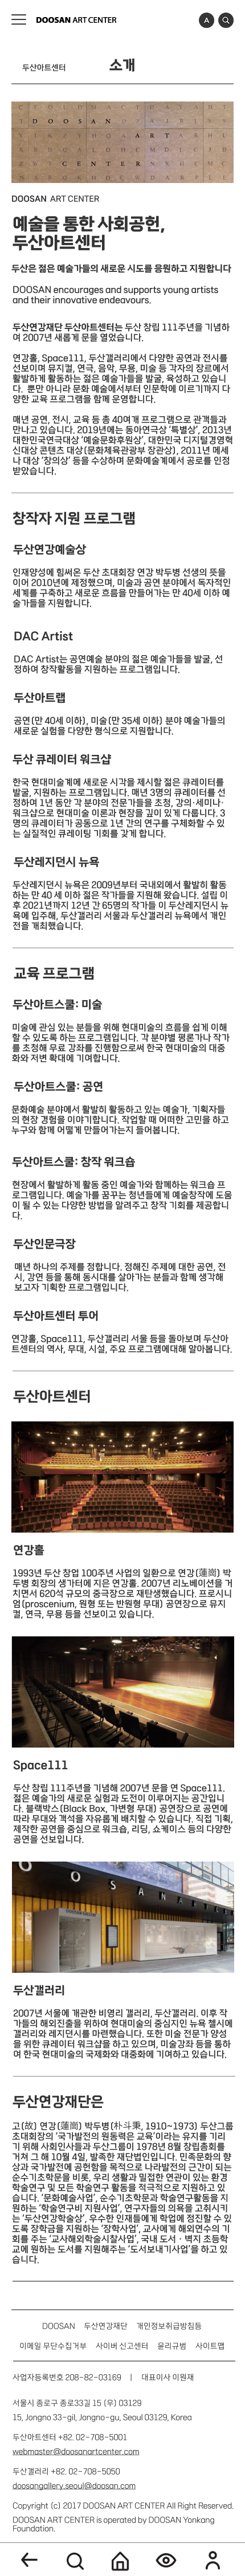 DOOSAN ART CENTER
A
두산아트센터
소개
DOOSAN
ART
CENTER
DOOSAN ART CENTER
예술을 통한 사회공헌,
두산아트센터
두산은 젊은 예술가들의 새로운 시도를 응원하고 지원합니다
DOOSAN encourages and supports young artists
and their innovative endeavors.
두산연강재단 두산아트센터는 두산 창립 111주년을 기념하
여 2007년 새롭게 문을 열었습니다.
연강홀, Space111, 두산갤러리에서 다양한 공연과 전시를
선보이며 뮤지컬, 연극, 음악, 무용, 미술 등 각자의 장르에서
활발하게 활동하는 젊은 예술가들을 발굴, 육성하고 있습니
다. 뿐만 아니라 문화 예술에서부터 인문학에 이르기까지 다
양한 교육 프로그램을 함께 운영합니다.
매년 공연, 전시, 교육 등 총 40여개 프로그램으로 관객들과
만나고 있습니다. 2019년에는 동아연극상 ‘특별상’, 2013년
대한민국연극대상 ‘예술문화후원상’, 대한민국 디지털경영혁
신대상 콘텐츠 대상(문화체육관광부 장관상), 2011년 메세
나 대상 ‘창의상’ 등을 수상하며 문화예술계에서 공로를 인정
받았습니다.
창작자 지원 프로그램
두산연강예술상
인재양성에 힘써온 두산 초대회장 연강 박두병 선생의 뜻을
이어 2010년에 제정했으며, 미술과 공연 분야에서 독자적인
세계를 구축하고 새로운 흐름을 만들어가는 만 40세 이하 예
술가들을 지원합니다.
DAC Artist
DAC Artist는 공연예술 분야의 젊은 예술가들을 발굴, 선
정하여 창작활동을 지원하는 프로그램입니다.
두산아트랩
공연(만 40세 이하), 미술(만 35세 이하) 분야 예술가들의
새로운 실험을 다양한 형식으로 지원합니다.
두산 큐레이터 워크샵
한국 현대미술계에 새로운 시각을 제시할 젊은 큐레이터를
발굴, 지원하는 프로그램입니다. 매년 3명의 큐레이터를 선
정하여 1년 동안 각 분야의 전문가들을 초청, 강의·세미나·
워크샵으로 현대미술 이론과 현장을 깊이 있게 다룹니다. 3
명의 큐레이터가 공동으로 1년 간의 연구를 구체화할 수 있
는 실질적인 큐레이팅 기회를 갖게 합니다.
두산레지던시 뉴욕
두산레지던시 뉴욕은 2009년부터 국내외에서 활발히 활동
하는 만 40 세 이하 젊은 작가들을 지원해 왔습니다. 설립 이
후 2021년까지 12년 간 65명의 작가들 이 두산레지던시 뉴
욕에 입주해, 두산갤러리 서울과 두산갤러리 뉴욕에서 개인
전을 개최했습니다.
교육 프로그램
두산아트스쿨: 미술
미술에 관심 있는 분들을 위해 현대미술의 흐름을 쉽게 이해
할 수 있도록 하는 프로그램입니다. 각 분야별 평론가나 작가
를 초청해 무료 강좌를 진행함으로써 한국 현대미술의 대중
화와 저변 확대에 기여합니다.
두산아트스쿨: 공연
문화예술 분야에서 활발히 활동하고 있는 예술가, 기획자들
의 현장 경험을 이야기합니다. 작업할 때 어떠한 고민을 하고
누구와 함께 어떻게 만들어가는지 들어봅니다.
두산아트스쿨: 창작 워크숍
현장에서 활발하게 활동 중인 예술가와 함께하는 워크숍 프
로그램입니다. 예술가를 꿈꾸는 청년들에게 예술창작에 도움
이 될 수 있는 다양한 방법을 알려주고 창작 기회를 제공합니
다.
두산인문극장
매년 하나의 주제를 정합니다. 정해진 주제에 대한 공연, 전
시, 강연 등을 통해 동시대를 살아가는 분들과 함께 생각해
보고자 기획한 프로그램입니다.
두산아트센터 투어
연강홀, Space111, 두산갤러리 서울 등을 돌아보며 두산아
트센터의 역사, 무대, 시설, 주요 프로그램에대해 알아봅니다.
두산아트센터
연강홀
1993년 두산 창업 100주년 사업의 일환으로 연강(蓮崗) 박
두병 회장의 생가터에 지은 연강홀. 2007년 리노베이션을 거
치면서 620석 규모의 중극장으로 재탄생했습니다. 프로시니
엄(proscenium, 원형 또는 반원형 무대) 공연장으로 뮤지
컬, 연극, 무용 등을 선보이고 있습니다.
Space111
두산 창립 111주년을 기념해 2007년 문을 연 Space111.
젊은 예술가의 새로운 실험과 도전이 이루어지는 공간입니
다. 블랙박스(Black Box, 가변형 무대) 공연장으로 공연에
따라 무대와 객석을 자유롭게 배치할 수 있습니다. 직접 기획,
제작한 공연을 중심으로 워크숍, 리딩, 쇼케이스 등의 다양한
공연을 선보입니다.
두산갤러리
2007년 서울에 개관한 비영리 갤러리, 두산갤러리. 이후 작
가들의 해외진출을 위하여 현대미술의 중심지인 뉴욕 첼시에
갤러리와 레지던시를 마련했습니다. 또한 미술 전문가 양성
을 위한 큐레이터 워크샵을 하고 있으며, 미술강좌 등을 통하
여 한국 현대미술의 국제화와 대중화에 기여하고 있습니다.
두산연강재단은
고(故) 연강(蓮崗) 박두병(朴斗秉, 1910~1973) 두산그룹
초대회장의 ‘국가발전의 원동력은 교육’이라는 유지를 기리
기 위해 사회인사들과 두산그룹이 1978년 8월 창립총회를
거쳐 그 해 10월 4일, 발족한 재단법인입니다. 민족문화의 향
상과 국가발전에 공헌함을 목적으로 나라발전의 근간이 되는
순수기초학문을 비롯, 우리 생활과 밀접한 연관이 있는 환경
학술연구 및 모든 학술연구 활동을 적극적으로 지원하고 있
습니다. ‘문화예술사업’, 순수기초학문과 학술연구활동을 지
원하는 ‘학술연구비 지원사업’, 연구자들의 의욕을 고취시키
는 ‘두산연강학술상’, 우수한 인재들에게 학업에 정진할 수 있
도록 장학금을 지원하는 ‘장학사업’, 교사에게 해외연수의 기
회를 주는 ‘교사해외학술시찰사업’, 국내 도서 · 벽지 초등학
교에 원하는 도서를 지원해주는 ‘도서보내기사업’을 하고 있
습니다.
DOOSAN 두산연강재단 개인정보취급방침등
이메일 무단수집거부 사이버 신고센터 윤리규범 사이트맵
사업자등록번호 208-82-03169 | 대표이사 이원재
서울시 종로구 종로33길 15 (우) 03129
15, Jongno 33-gil, Jongno-gu, Seoul 03129, Korea
두산아트센터 +82. 02-708-5001
webmaster@doosanartcenter.com
두산갤러리 +82. 02-708-5050
doosangallery.seoul@doosan.com
Copyright (c) 2017 DOOSAN ART CENTER All Right Reserved.
DOOSAN ART CENTER is operated by DOOSAN Yonkang
Foundation.